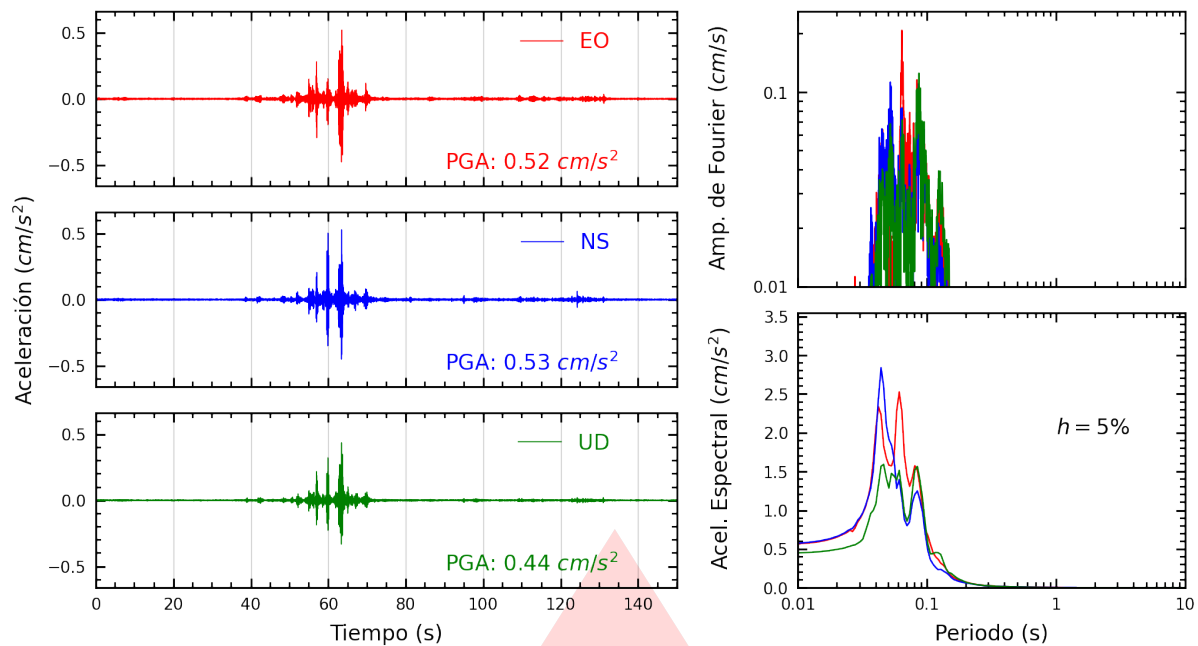 Aceleración (cm/s²)
0.5
0.0
−0.5
EO
PGA: 0.52 cm/s²
0.5
0.0
−0.5
NS
PGA: 0.53 cm/s²
0.5
0.0
−0.5
UD
PGA: 0.44 cm/s²
0 20 40 60 80 100 120 140
Tiempo (s)
Amp. de Fourier (cm/s)
0.1
0.01
Acel. Espectral (cm/s²)
3.5
3.0
2.5
2.0
1.5
1.0
0.5
0.0
h = 5%
0.01 0.1 1 10
Periodo (s)